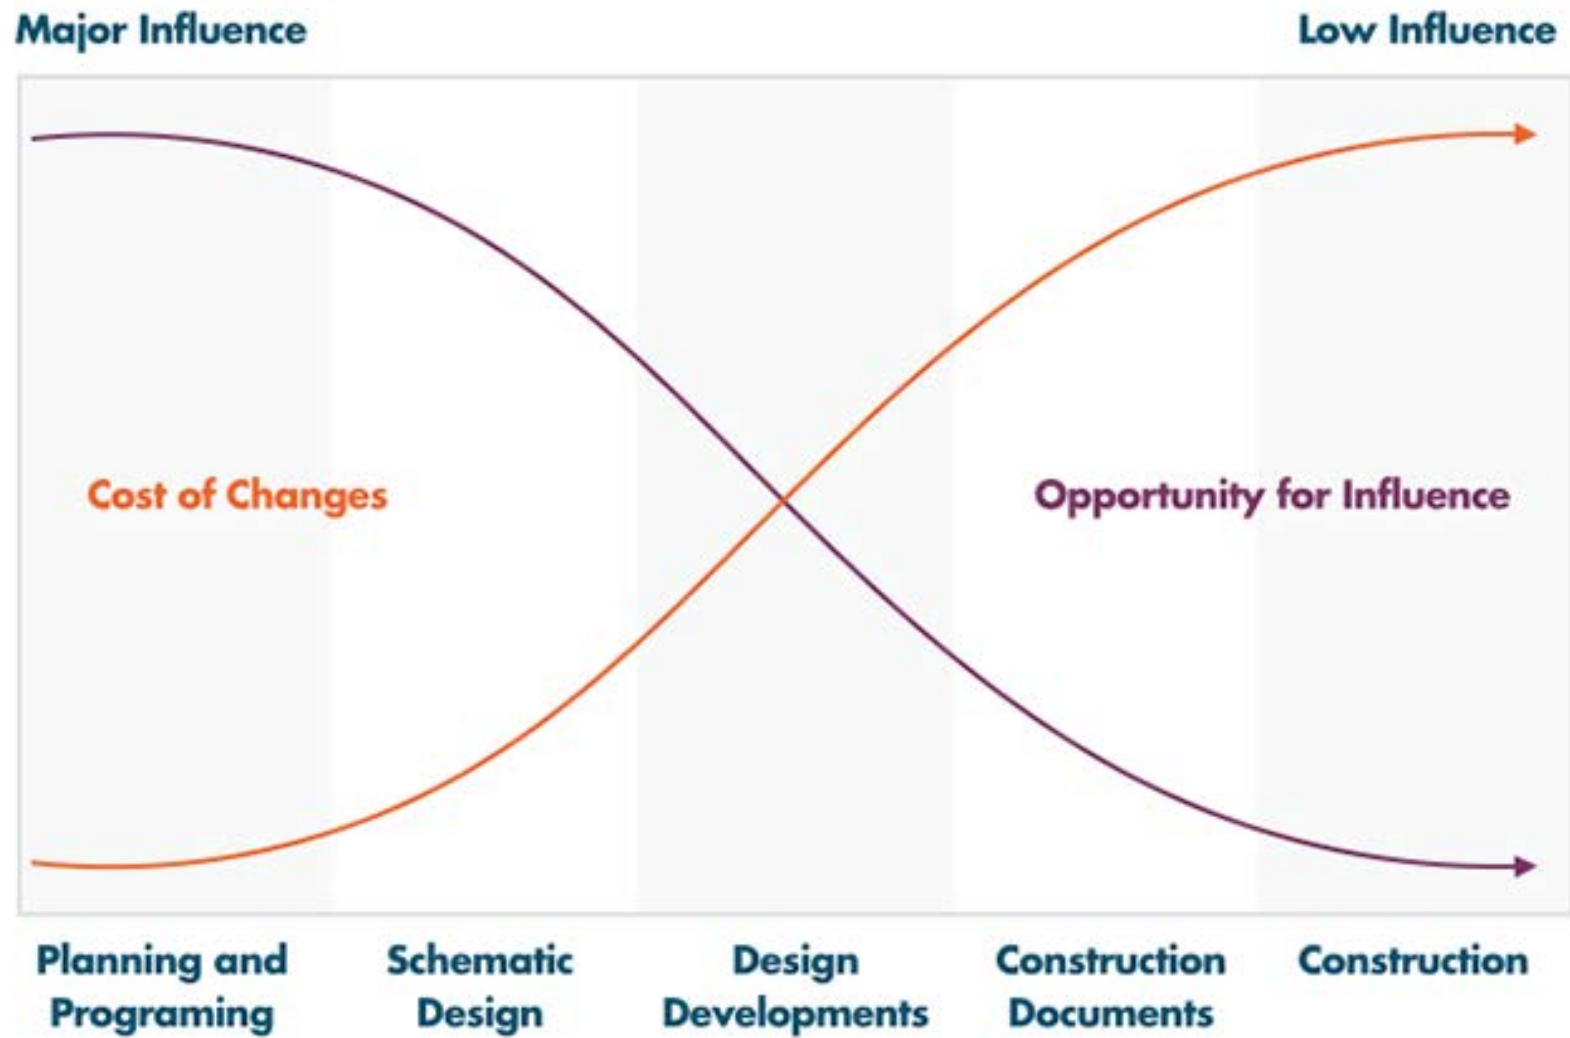 Major Influence
Low Influence
Cost of Changes
Opportunity for Influence
Planning and
Programing
Schematic
Design
Design
Developments
Construction
Documents
Construction